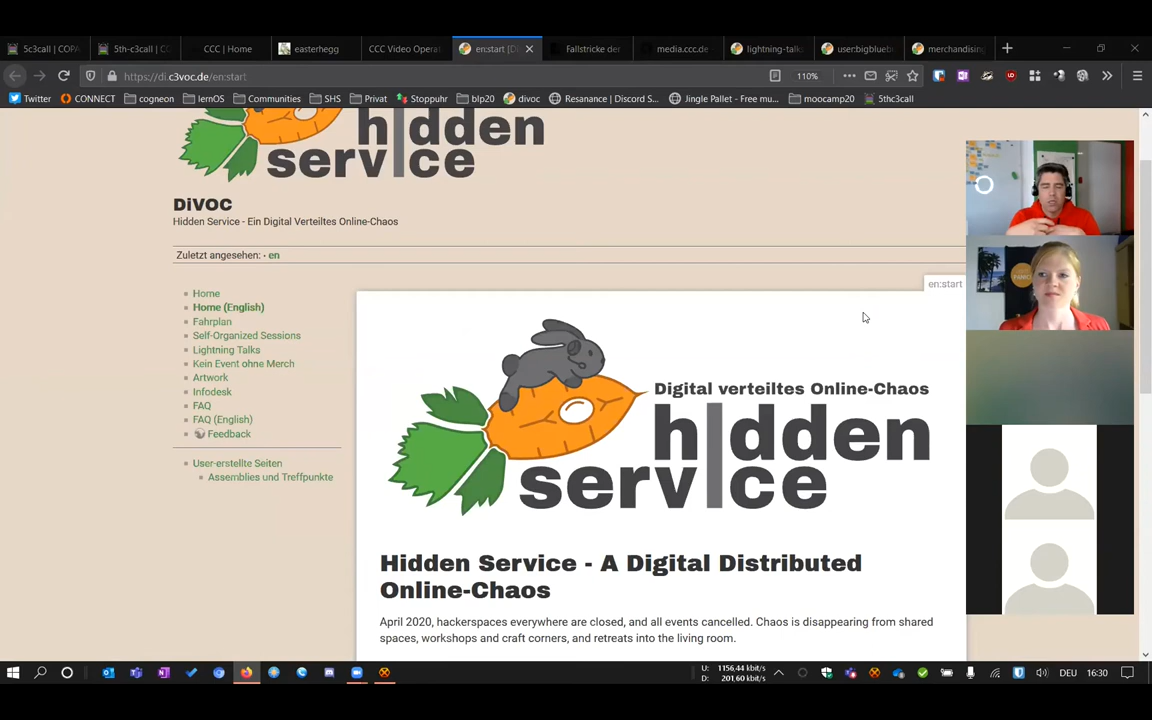 5c3call | COPA
5th-c3call | CO
CCC | Home
easterhegg
CCC Video Opera
en:start [Di
Fallstricke der
media.ccc.de
lightning-talk
user:bigblueb
merchandising
https://di.c3voc.de/en:start
110%
Twitter
CONNECT
cogneon
lernOS
Communities
SHS
Privat
Stoppuhr
blp20
divoc
Resanance | Discord S...
Jingle Pallet - Free mu...
moocamp20
5thc3call
hidden
service
DiVOC
Hidden Service - Ein Digital Verteiltes Online-Chaos
Zuletzt angesehen: • en
en:start
Home
Home (English)
Fahrplan
Self-Organized Sessions
Lightning Talks
Kein Event ohne Merch
Artwork
Infodesk
FAQ
FAQ (English)
Feedback
User-erstellte Seiten
Assemblies und Treffpunkte
Digital verteiltes Online-Chaos
hidden
service
Hidden Service - A Digital Distributed
Online-Chaos
April 2020, hackerspaces everywhere are closed, and all events cancelled. Chaos is disappearing from shared
spaces, workshops and craft corners, and retreats into the living room.
PANIC!
U: 1156,44 kbit/s
D: 201,60 kbit/s
DEU
16:30